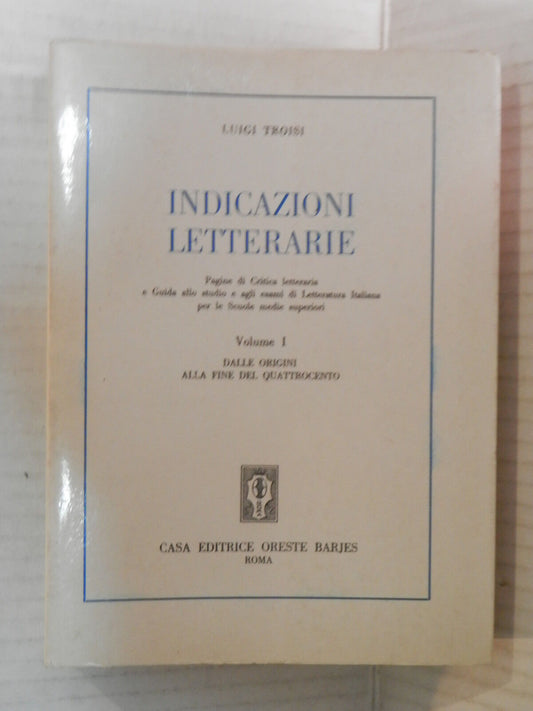 LUIGI TROISI
INDICAZIONI
LETTERARIE
Pagine di Critica letteraria
e Guida allo studio e agli esami di Letteratura Italiana
per le Scuole medie superiori
Volume I
DALLE ORIGINI
ALLA FINE DEL QUATTROCENTO
CASA EDITRICE ORESTE BARJES
ROMA